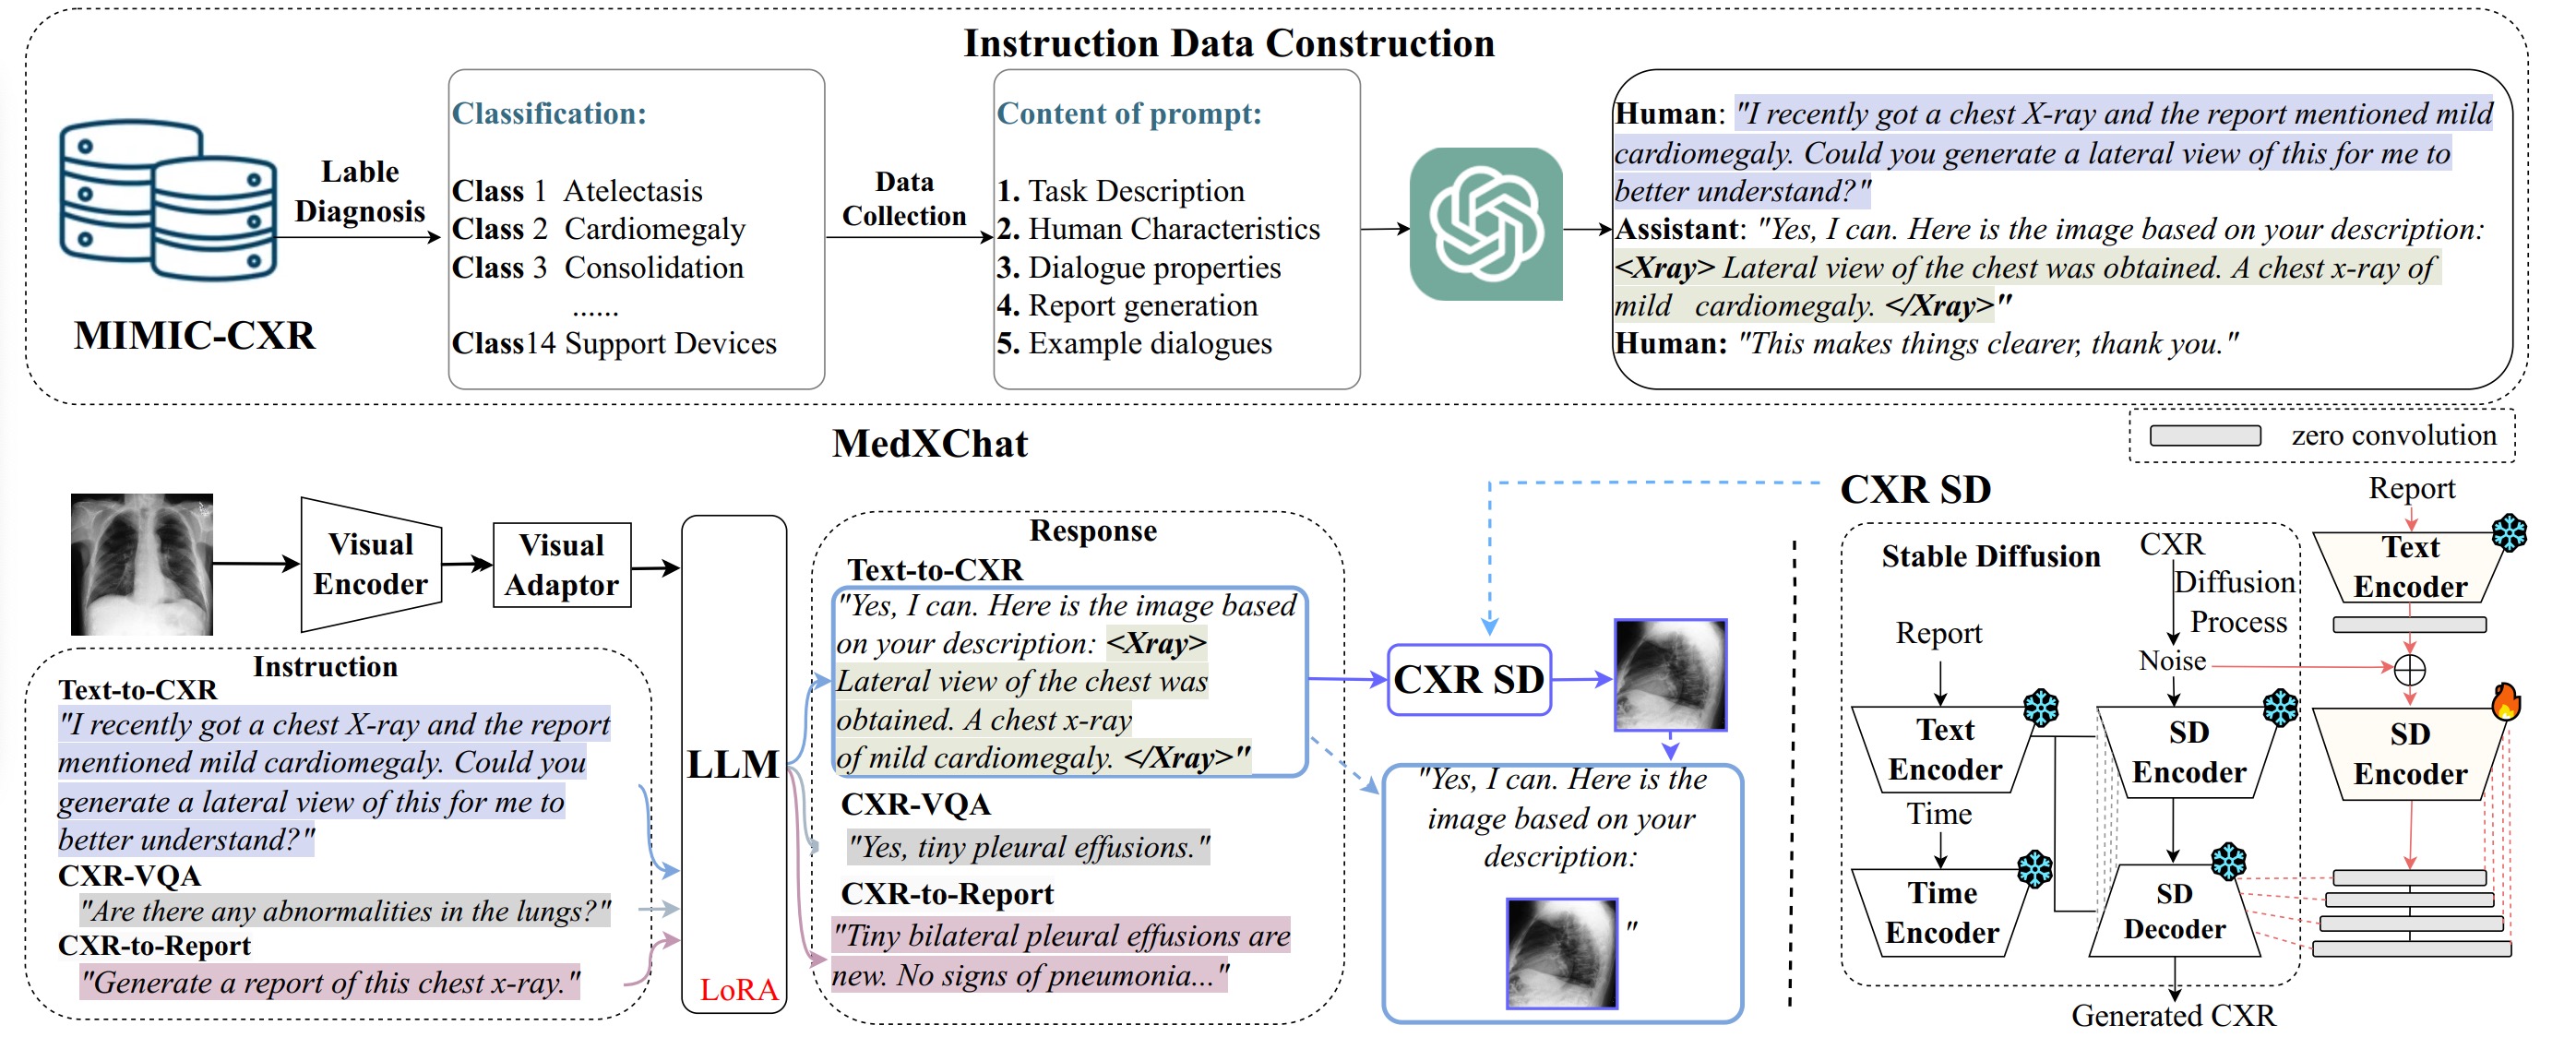 Instruction Data Construction
MIMIC-CXR
Lable
Diagnosis
Classification:
Class 1 Atelectasis
Class 2 Cardiomegaly
Class 3 Consolidation
......
Class14 Support Devices
Data
Collection
Content of prompt:
1. Task Description
2. Human Characteristics
3. Dialogue properties
4. Report generation
5. Example dialogues
Human: "I recently got a chest X-ray and the report mentioned mild
cardiomegaly. Could you generate a lateral view of this for me to
better understand?"
Assistant: "Yes, I can. Here is the image based on your description:
<Xray> Lateral view of the chest was obtained. A chest x-ray of
mild cardiomegaly. </Xray>"
Human: "This makes things clearer, thank you."
MedXChat
Visual
Encoder
Visual
Adaptor
Instruction
Text-to-CXR
"I recently got a chest X-ray and the report
mentioned mild cardiomegaly. Could you
generate a lateral view of this for me to
better understand?"
CXR-VQA
"Are there any abnormalities in the lungs?"
CXR-to-Report
"Generate a report of this chest x-ray."
LLM
LoRA
Response
Text-to-CXR
"Yes, I can. Here is the image based
on your description: <Xray>
Lateral view of the chest was
obtained. A chest x-ray
of mild cardiomegaly. </Xray>"
CXR-VQA
"Yes, tiny pleural effusions."
CXR-to-Report
"Tiny bilateral pleural effusions are
new. No signs of pneumonia..."
CXR SD
"Yes, I can. Here is the
image based on your
description:
"
zero convolution
CXR SD
Stable Diffusion
CXR
Diffusion
Process
Report
Noise
Text
Encoder
SD
Encoder
Time
Time
Encoder
SD
Decoder
Generated CXR
Report
Text
Encoder
SD
Encoder